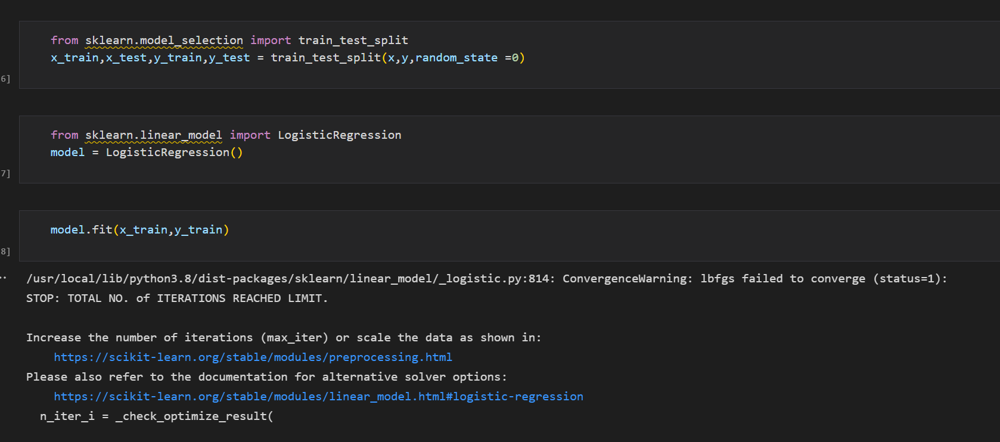 from sklearn.model_selection import train_test_split
x_train,x_test,y_train,y_test = train_test_split(x,y,random_state =0)
6]
from sklearn.linear_model import LogisticRegression
model = LogisticRegression()
7]
model.fit(x_train,y_train)
8]
/usr/local/lib/python3.8/dist-packages/sklearn/linear_model/_logistic.py:814: ConvergenceWarning: lbfgs failed to converge (status=1):
STOP: TOTAL NO. of ITERATIONS REACHED LIMIT.
Increase the number of iterations (max_iter) or scale the data as shown in:
https://scikit-learn.org/stable/modules/preprocessing.html
Please also refer to the documentation for alternative solver options:
https://scikit-learn.org/stable/modules/linear_model.html#logistic-regression
n_iter_i = _check_optimize_result(